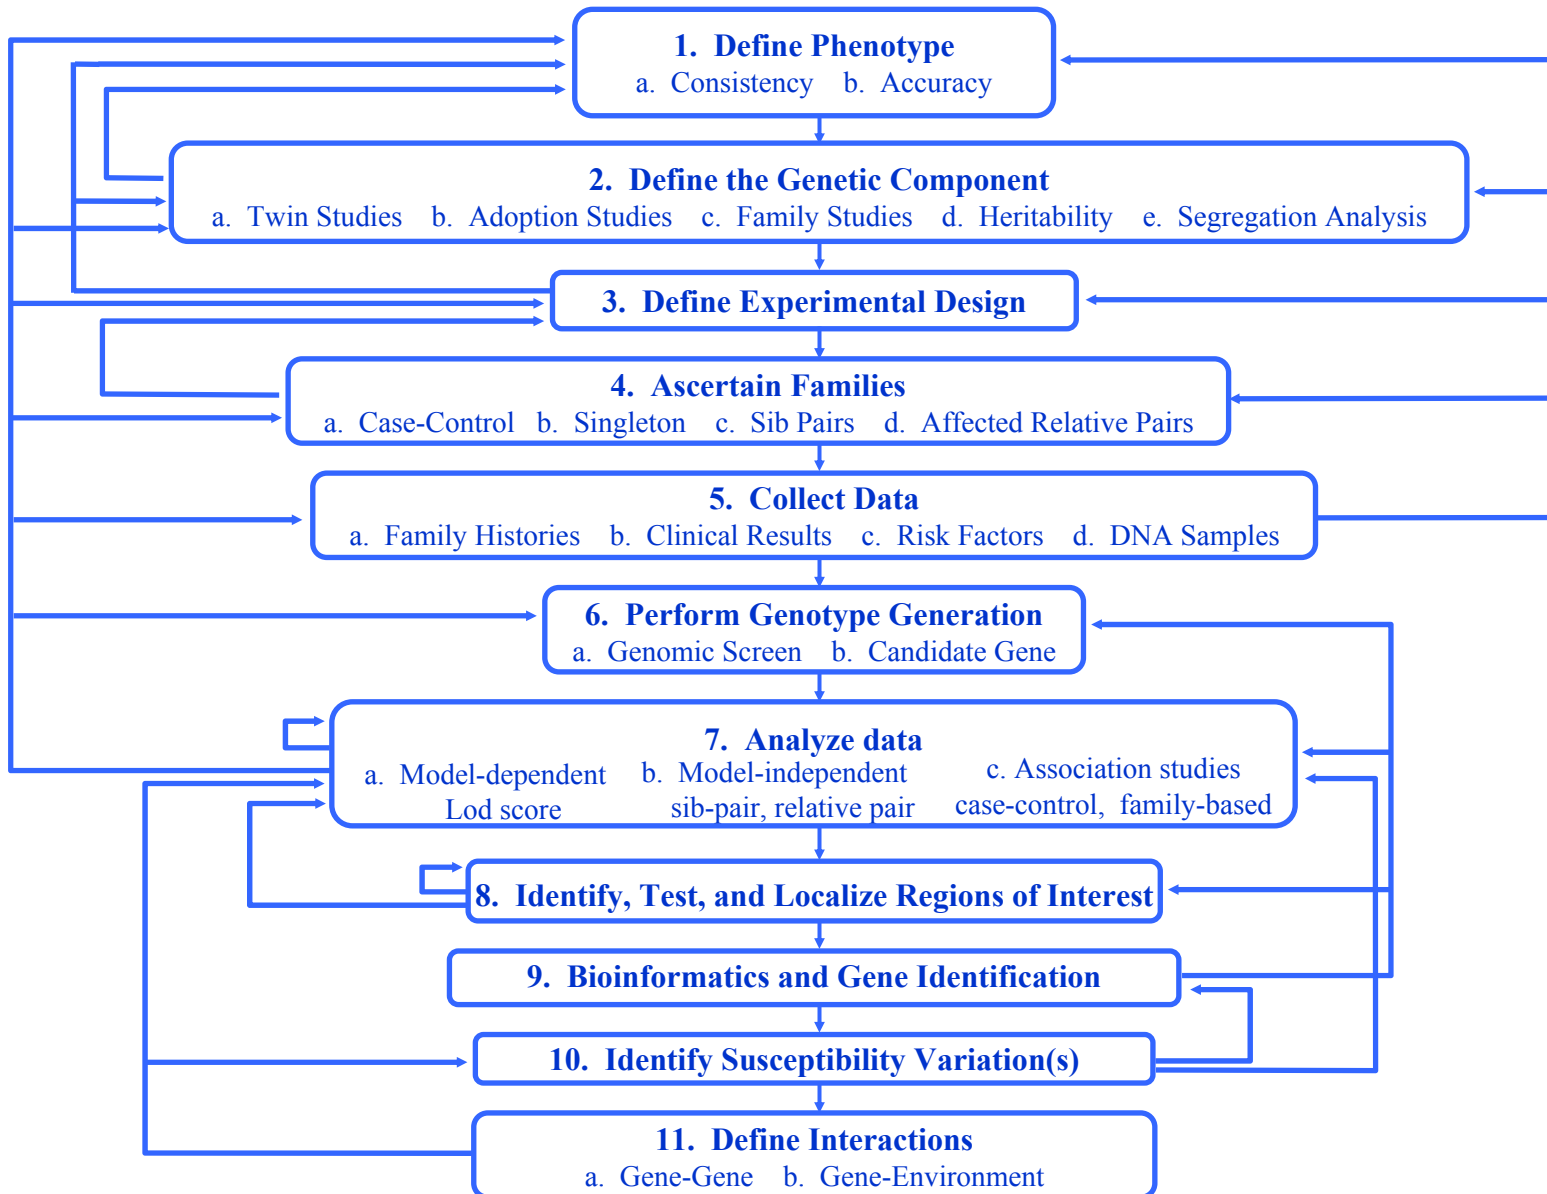 1. Define Phenotype
a. Consistency b. Accuracy
2. Define the Genetic Component
a. Twin Studies b. Adoption Studies c. Family Studies d. Heritability e. Segregation Analysis
3. Define Experimental Design
4. Ascertain Families
a. Case-Control b. Singleton c. Sib Pairs d. Affected Relative Pairs
5. Collect Data
a. Family Histories b. Clinical Results c. Risk Factors d. DNA Samples
6. Perform Genotype Generation
a. Genomic Screen b. Candidate Gene
7. Analyze data
a. Model-dependent
Lod score
b. Model-independent
sib-pair, relative pair
c. Association studies
case-control, family-based
8. Identify, Test, and Localize Regions of Interest
9. Bioinformatics and Gene Identification
10. Identify Susceptibility Variation(s)
11. Define Interactions
a. Gene-Gene b. Gene-Environment